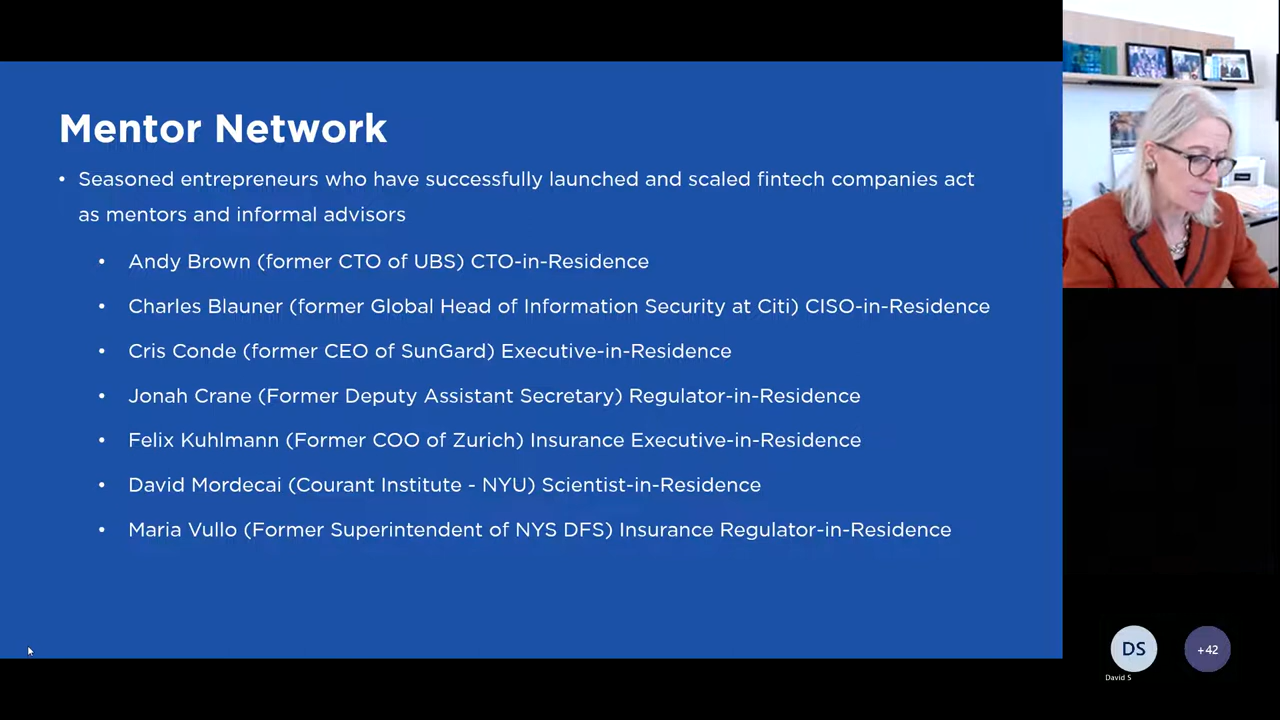 Mentor Network
• Seasoned entrepreneurs who have successfully launched and scaled fintech companies act
as mentors and informal advisors
• Andy Brown (former CTO of UBS) CTO-in-Residence
• Charles Blauner (former Global Head of Information Security at Citi) CISO-in-Residence
• Cris Conde (former CEO of SunGard) Executive-in-Residence
• Jonah Crane (Former Deputy Assistant Secretary) Regulator-in-Residence
• Felix Kuhlmann (Former COO of Zurich) Insurance Executive-in-Residence
• David Mordecai (Courant Institute - NYU) Scientist-in-Residence
• Maria Vullo (Former Superintendent of NYS DFS) Insurance Regulator-in-Residence
DS
+42
David S